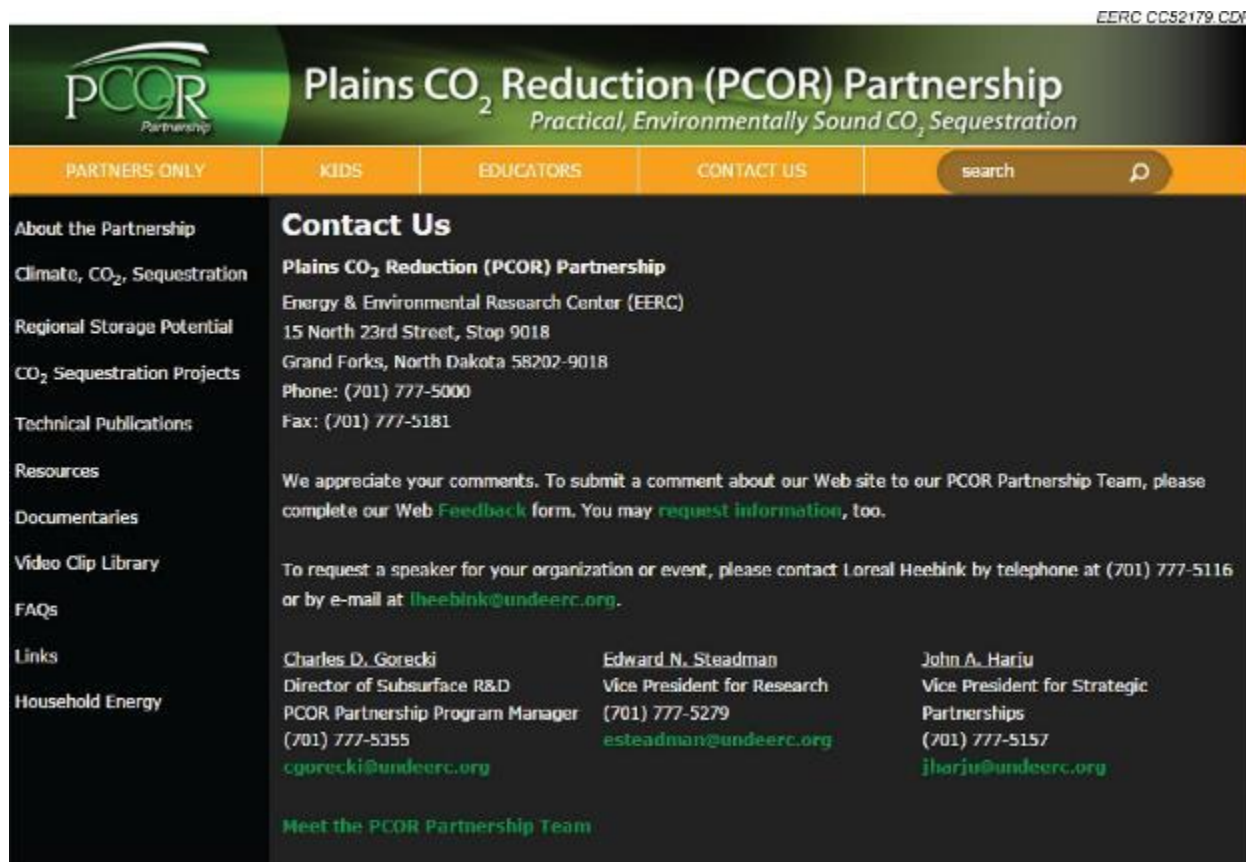 EERC CC52179.CDR
PCOR
Partnership
Plains CO₂ Reduction (PCOR) Partnership
Practical, Environmentally Sound CO₂ Sequestration
PARTNERS ONLY KIDS EDUCATORS CONTACT US search
About the Partnership
Climate, CO₂, Sequestration
Regional Storage Potential
CO₂ Sequestration Projects
Technical Publications
Resources
Documentaries
Video Clip Library
FAQs
Links
Household Energy
Contact Us
Plains CO₂ Reduction (PCOR) Partnership
Energy & Environmental Research Center (EERC)
15 North 23rd Street, Stop 9018
Grand Forks, North Dakota 58202-9018
Phone: (701) 777-5000
Fax: (701) 777-5181
We appreciate your comments. To submit a comment about our Web site to our PCOR Partnership Team, please
complete our Web Feedback form. You may request information, too.
To request a speaker for your organization or event, please contact Loreal Heebink by telephone at (701) 777-5116
or by e-mail at lheebink@undeerc.org.
Charles D. Gorecki
Director of Subsurface R&D
PCOR Partnership Program Manager
(701) 777-5355
cgorecki@undeerc.org
Edward N. Steadman
Vice President for Research
(701) 777-5279
esteadman@undeerc.org
John A. Harju
Vice President for Strategic
Partnerships
(701) 777-5157
jharju@undeerc.org
Meet the PCOR Partnership Team